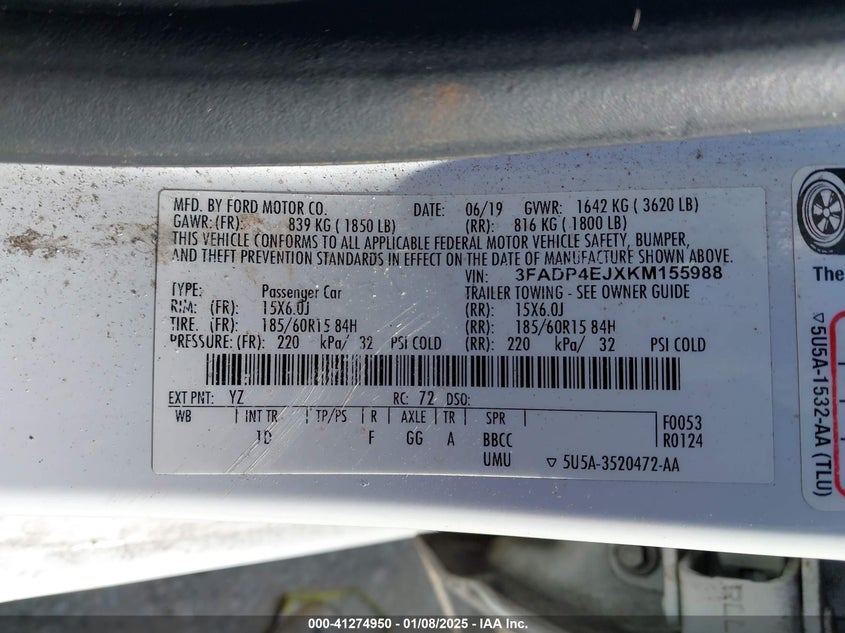 MFD. BY FORD MOTOR CO. DATE: 06/19 GVWR: 1642 KG ( 3620 LB)
GAWR:(FR): 839 KG ( 1850 LB) (RR): 816 KG ( 1800 LB)
THIS VEHICLE CONFORMS TO ALL APPLICABLE FEDERAL MOTOR VEHICLE SAFETY, BUMPER,
AND THEFT PREVENTION STANDARDS IN EFFECT ON THE DATE OF MANUFACTURE SHOWN ABOVE.
VIN: 3FADP4EJXKM155988
TYPE: Passenger Car TRAILER TOWING - SEE OWNER GUIDE
RIM: (FR): 15X6.0J (RR): 15X6.0J
TIRE: (FR): 185/60R15 84H (RR): 185/60R15 84H
PRESSURE:(FR): 220 kPa/ 32 PSI COLD (RR): 220 kPa/ 32 PSI COLD
EXT PNT: YZ RC: 72 DSO:
WB INT TR TP/PS R AXLE TR SPR F0053
TD F GG A BBCC R0124
UMU ▽ 5U5A-3520472-AA
The
▽ 5U5A-1532-AA (TLU)
000-41274950 - 01/08/2025 - IAA Inc.